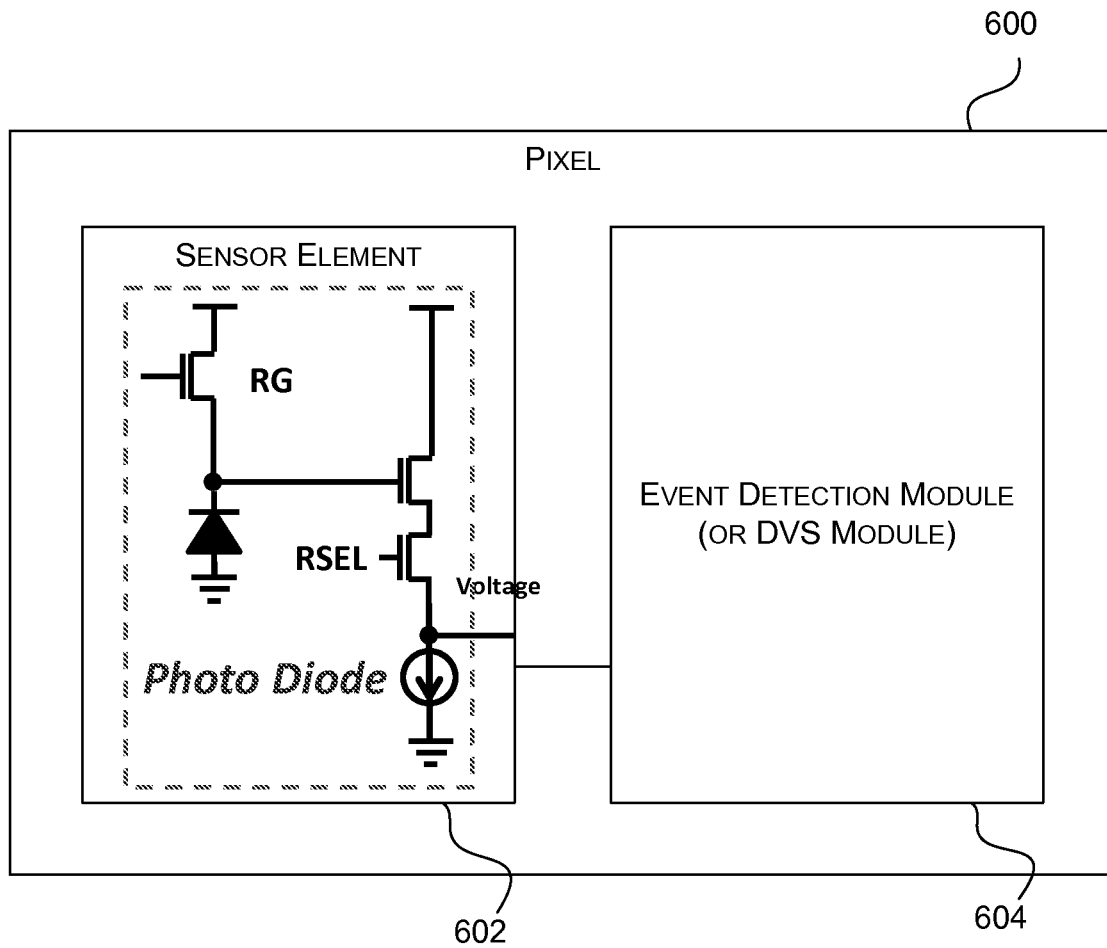 600
PIXEL
SENSOR ELEMENT
RG
EVENT DETECTION MODULE
(OR DVS MODULE)
RSEL
Voltage
Photo Diode
602
604